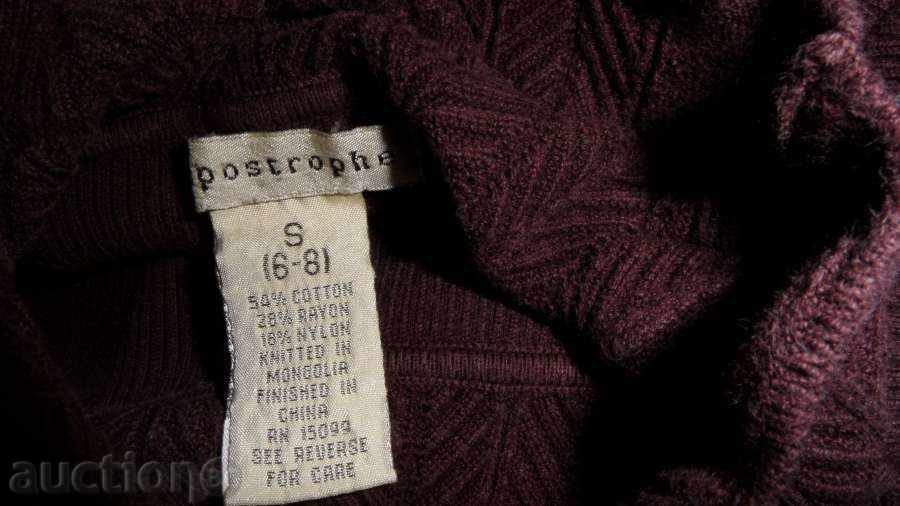 postrophe
S
(6-8)
54% COTTON
28% RAYON
18% NYLON
KNITTED IN
MONGOLIA
FINISHED IN
CHINA
RN 15099
SEE REVERSE
FOR CARE
auction